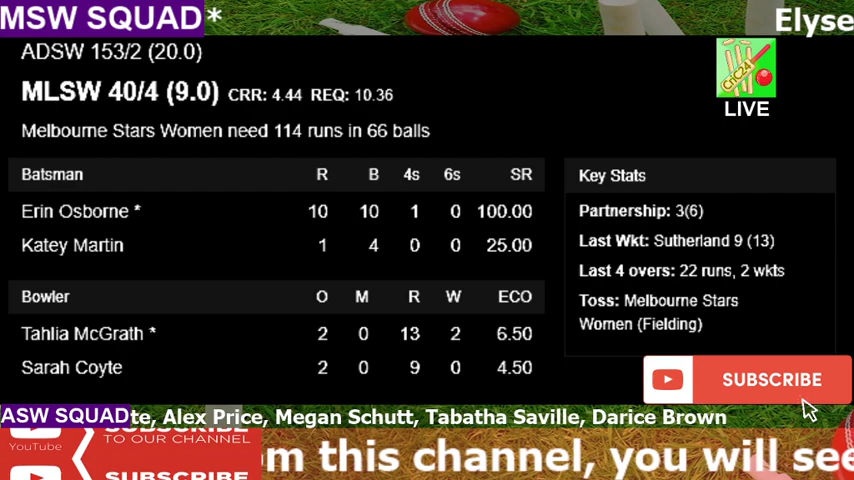 MSW SQUAD* Elyse
ADSW 153/2 (20.0)
MLSW 40/4 (9.0) CRR: 4.44 REQ: 10.36
CriC24
LIVE
Melbourne Stars Women need 114 runs in 66 balls
Batsman R B 4s 6s SR
Erin Osborne * 10 10 1 0 100.00
Katey Martin 1 4 0 0 25.00
Bowler O M R W ECO
Tahlia McGrath * 2 0 13 2 6.50
Sarah Coyte 2 0 9 0 4.50
Key Stats
Partnership: 3(6)
Last Wkt: Sutherland 9 (13)
Last 4 overs: 22 runs, 2 wkts
Toss: Melbourne Stars
Women (Fielding)
SUBSCRIBE
ASW SQUAD te, Alex Price, Megan Schutt, Tabatha Saville, Darice Brown
YouTube
SUBSCRIBE
TO OUR CHANNEL
SUBSCRIBE
m this channel, you will see